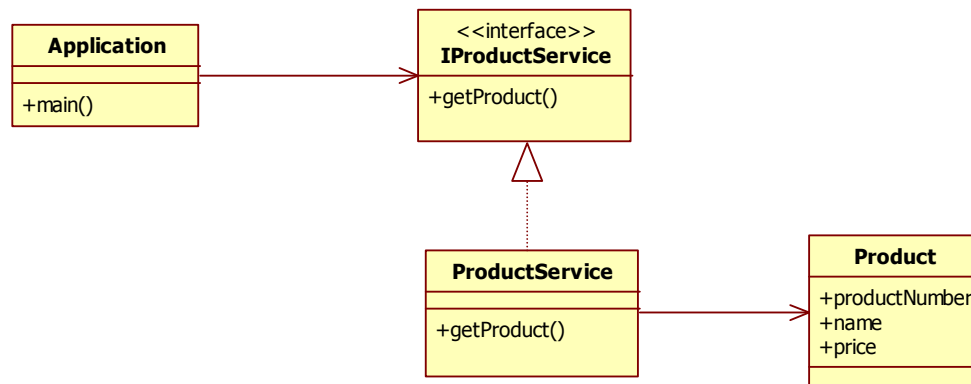 Application
+main()
<<interface>>
IProductService
+getProduct()
ProductService
+getProduct()
Product
+productNumber
+name
+price